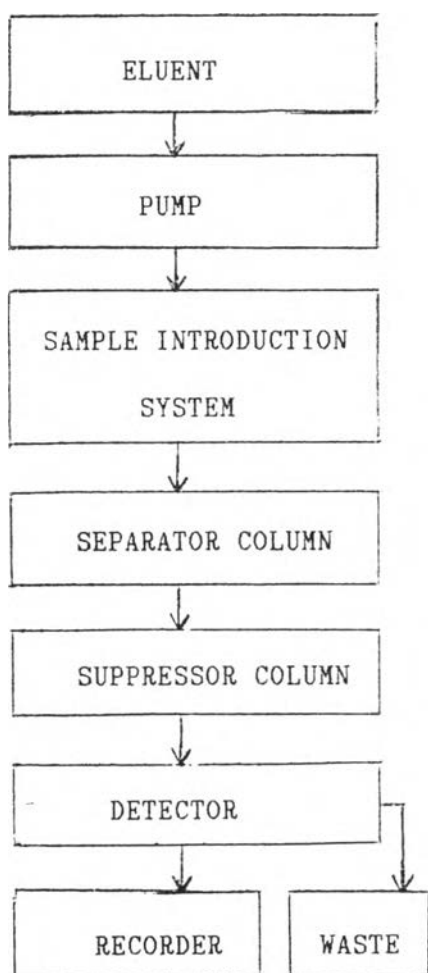 ELUENT
PUMP
SAMPLE INTRODUCTION
SYSTEM
SEPARATOR COLUMN
SUPPRESSOR COLUMN
DETECTOR
RECORDER
WASTE